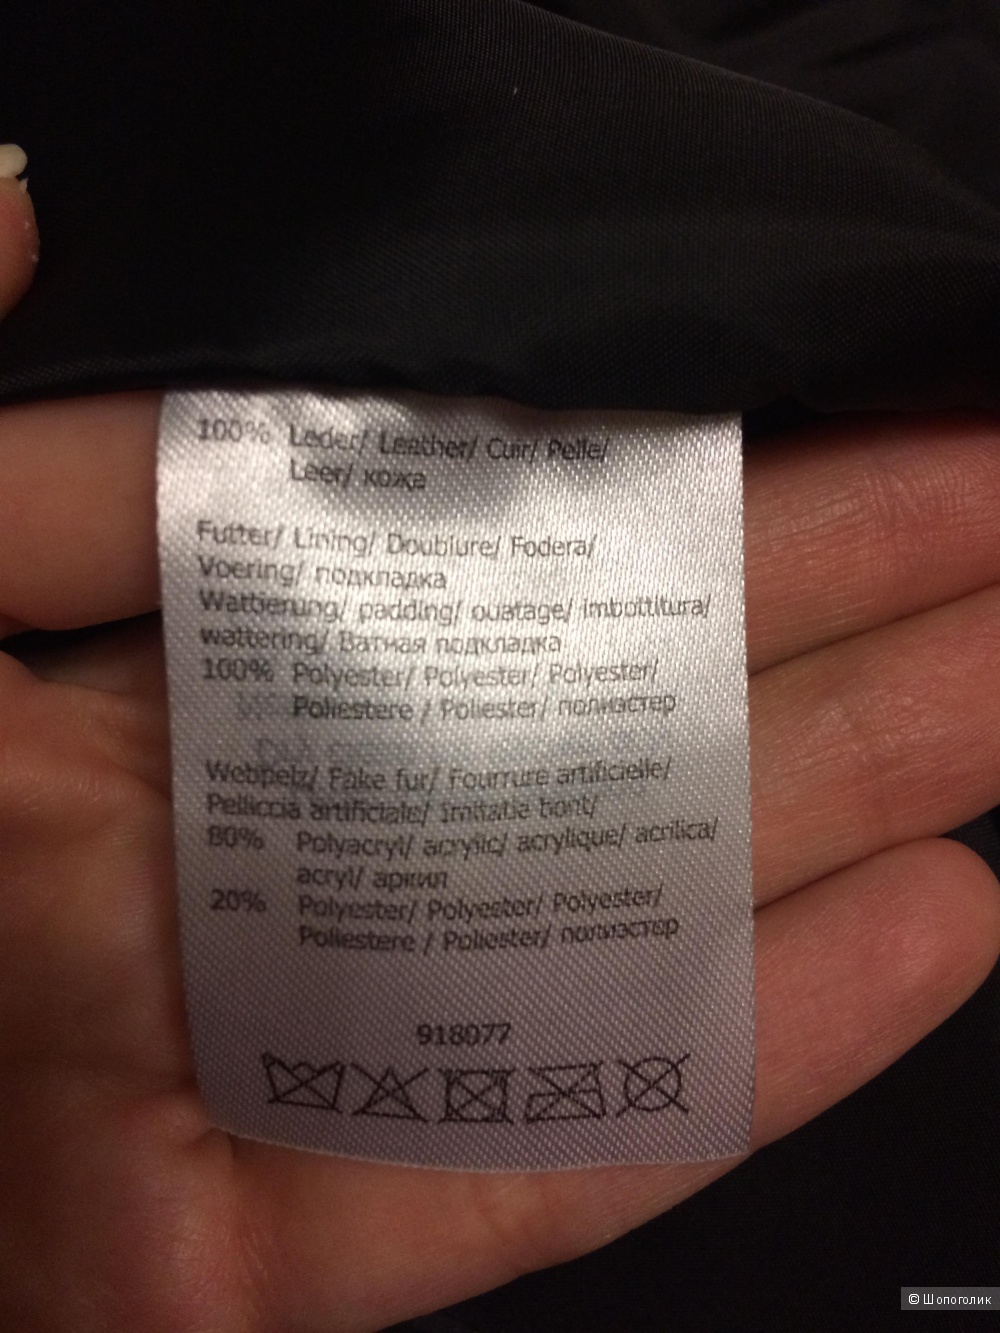 100% Leder/ Leather/ Cuir/ Pelle/
Leer/ кожа
Futter/ Lining/ Doublure/ Fodera/
Voering/ подкладка
Wattierung/ padding/ ouatage/ imbottitura/
wattering/ Ватная подкладка
100% Polyester/ Polyester/ Polyester/
Poliestere / Poliester/ полиэстер
Webpelz/ Fake fur/ Fourrure artificielle/
Pelliccia artificiale/ imitatie bont/
80% Polyacryl/ acrylic/ acrylique/ acrilica/
acryl/ аркил
20% Polyester/ Polyester/ Polyester/
Poliestere / Poliester/ полиэстер
918077
© Шопоголик